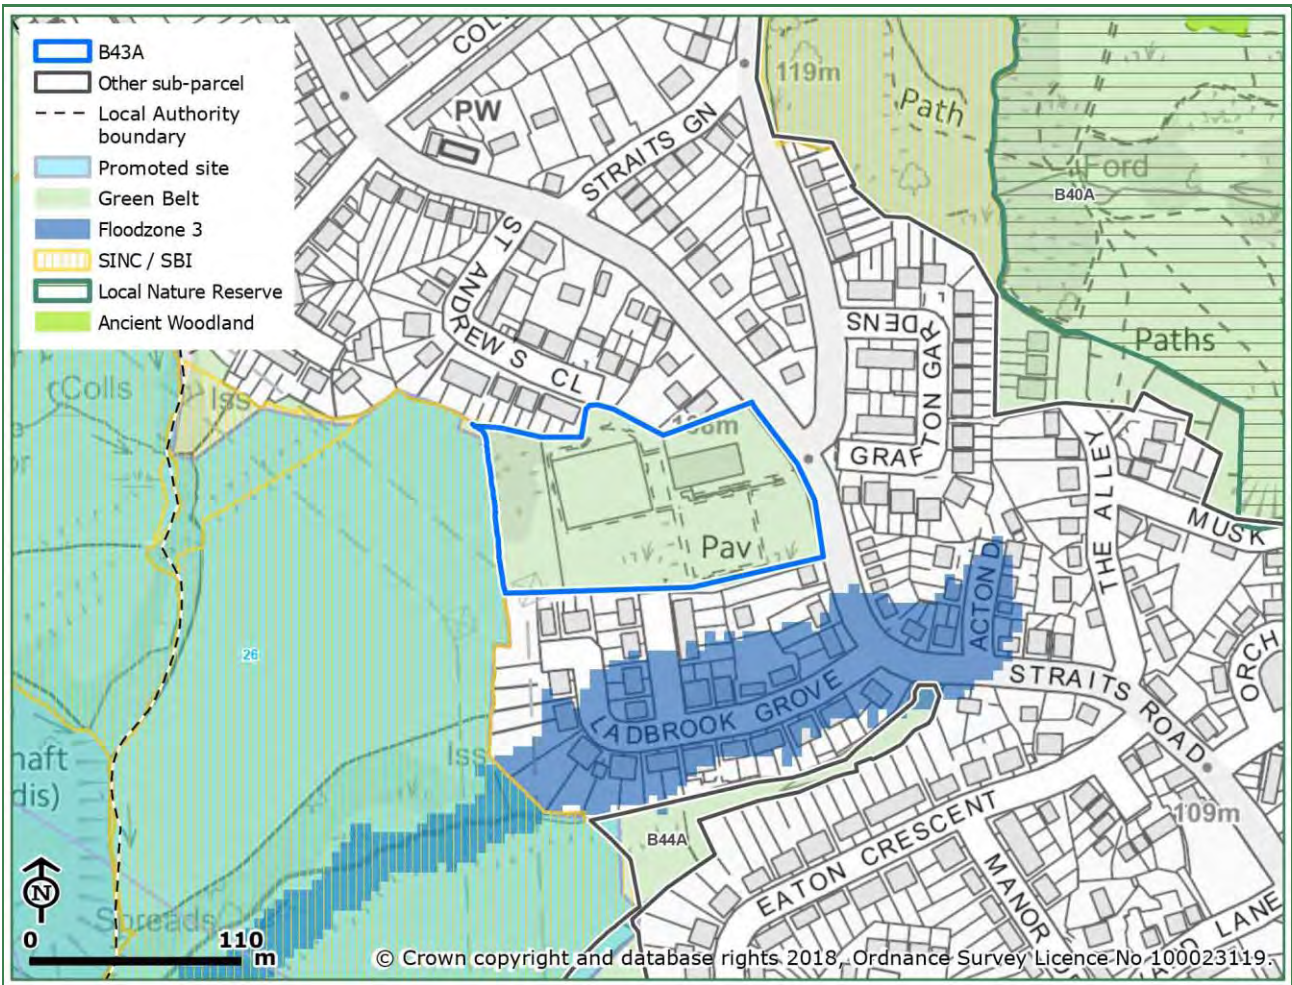 B43A
Other sub-parcel
Local Authority
boundary
Promoted site
Green Belt
Floodzone 3
SINC / SBI
Local Nature Reserve
Ancient Woodland
PW
STRAITS GN
119m
Path
Ford
B40A
ST ANDREW S CL
GRAFTON GARDENS
Paths
Colls
Iss
Pav
THE ALLEY
MUSK
ACTON D
26
STRAITS ROAD
ORCH
LADBROOK GROVE
Iss
haft
dis)
B44A
EATON CRESCENT
109m
MANOR
LANE
Spreads
N
0 110
m
© Crown copyright and database rights 2018, Ordnance Survey Licence No 100023119.